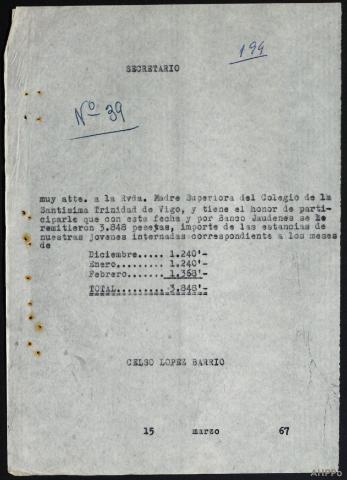 194
SECRETARIO
Nº 39
muy atte. a la Rvda. Madre Superiora del Colegio de la
Santisima Trinidad de Vigo, y tiene el honor de parti-
ciparle que con esta fecha y por Banco Jaudenes se le
remitieron 3.848 pesetas, importe de las estancias de
nuestras jovenes internadas correspondiente a los meses
de
Diciembre..... 1.240'-
Enero......... 1.240'-
Febrero....... 1.368'-
TOTAL......... 3.848'-
CELSO LOPEZ BARRIO
15 marzo 67
AHPPO